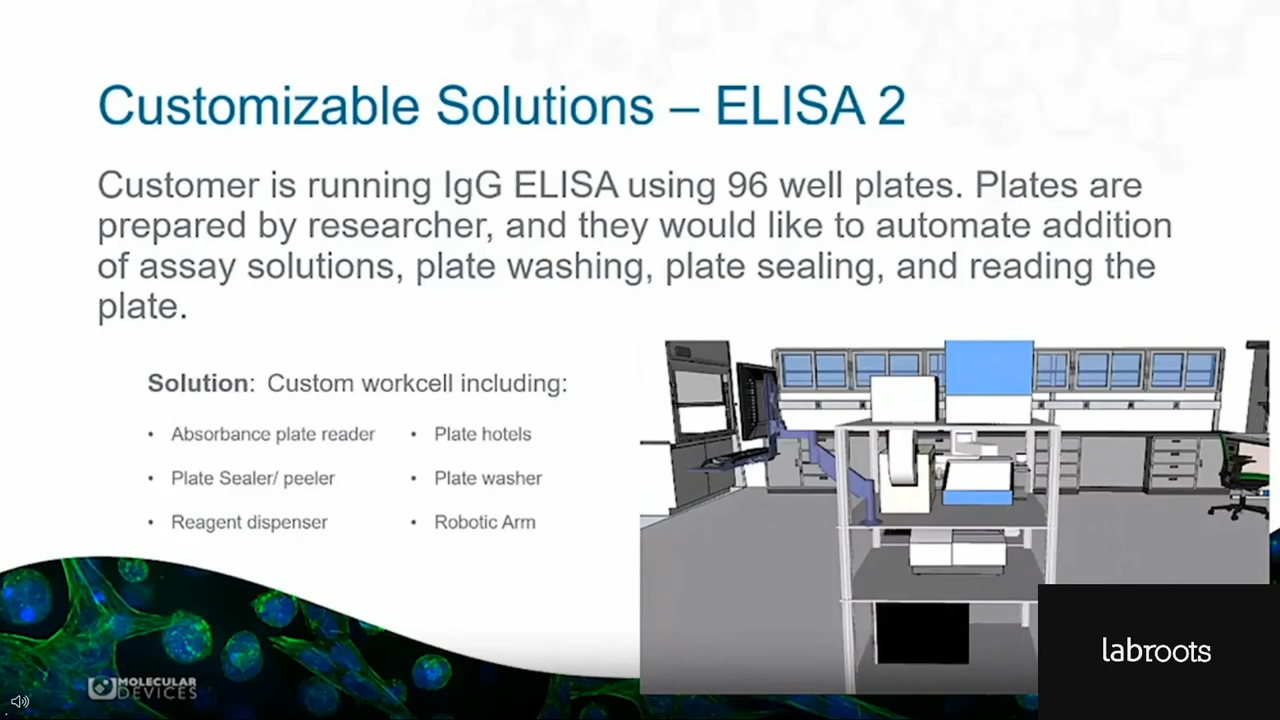 Customizable Solutions – ELISA 2
Customer is running IgG ELISA using 96 well plates. Plates are
prepared by researcher, and they would like to automate addition
of assay solutions, plate washing, plate sealing, and reading the
plate.
Solution: Custom workcell including:
• Absorbance plate reader
• Plate Sealer/ peeler
• Reagent dispenser
• Plate hotels
• Plate washer
• Robotic Arm
MOLECULAR
DEVICES
labroots